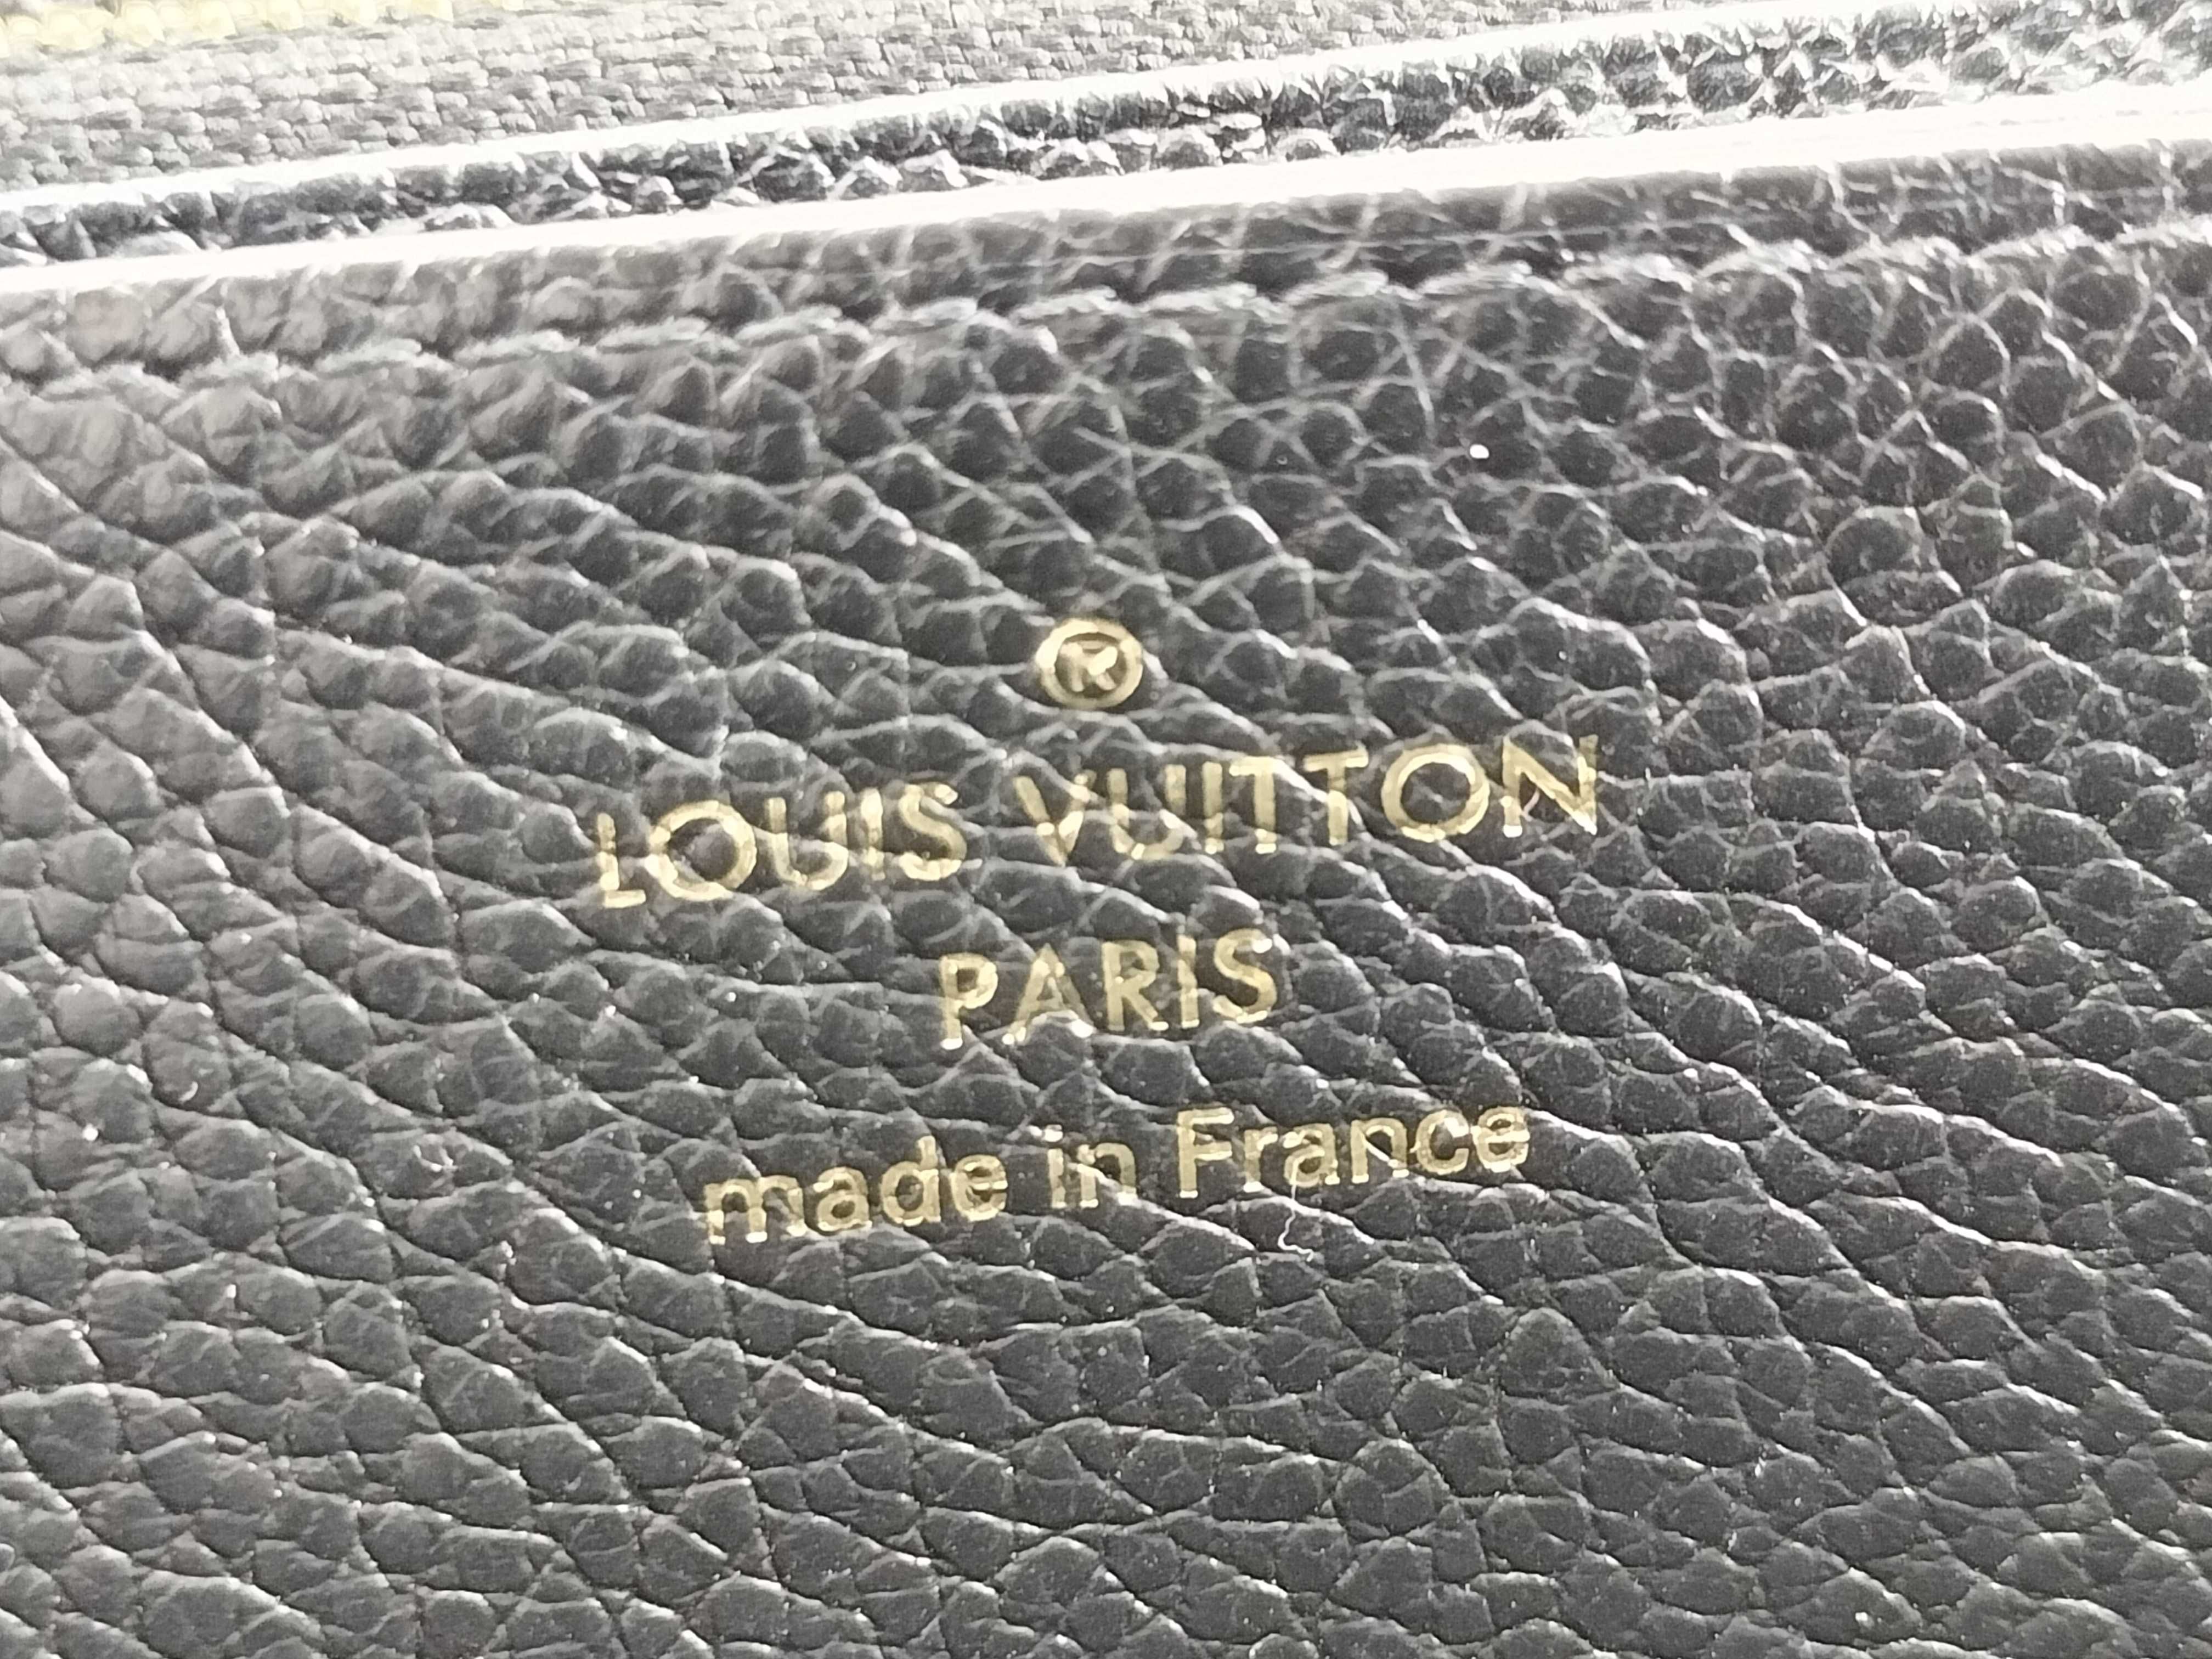 ®
LOUIS VUITTON
PARIS
made in France